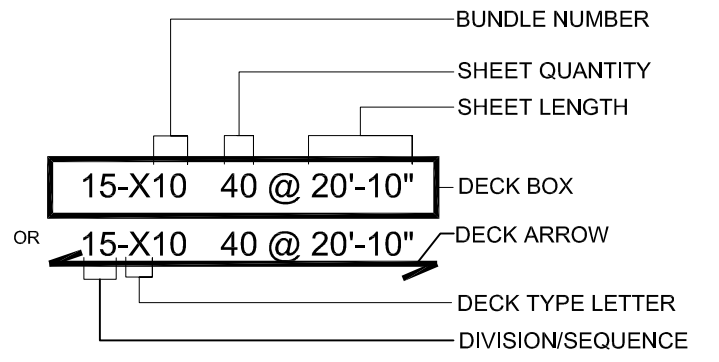 BUNDLE NUMBER
SHEET QUANTITY
SHEET LENGTH
15-X10 40 @ 20'-10"
DECK BOX
OR
15-X10 40 @ 20'-10"
DECK ARROW
DECK TYPE LETTER
DIVISION/SEQUENCE